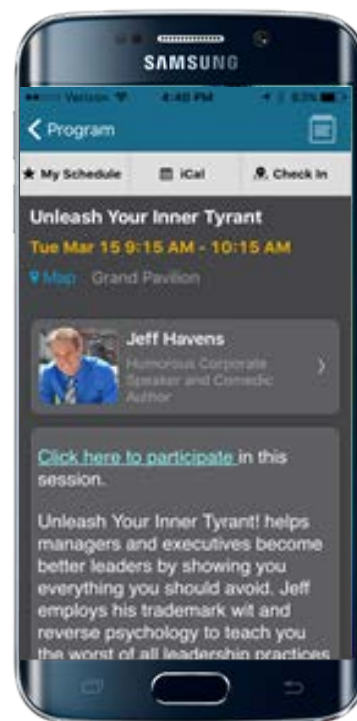 SAMSUNG
Verizon 4:40 PM 93%
Program
My Schedule iCal Check In
Unleash Your Inner Tyrant
Tue Mar 15 9:15 AM - 10:15 AM
Map Grand Pavilion
Jeff Havens
Humorous Corporate
Speaker and Comedic
Author
Click here to participate in this
session.
Unleash Your Inner Tyrant! helps
managers and executives become
better leaders by showing you
everything you should avoid. Jeff
employs his trademark wit and
reverse psychology to teach you
the worst of all leadership practices